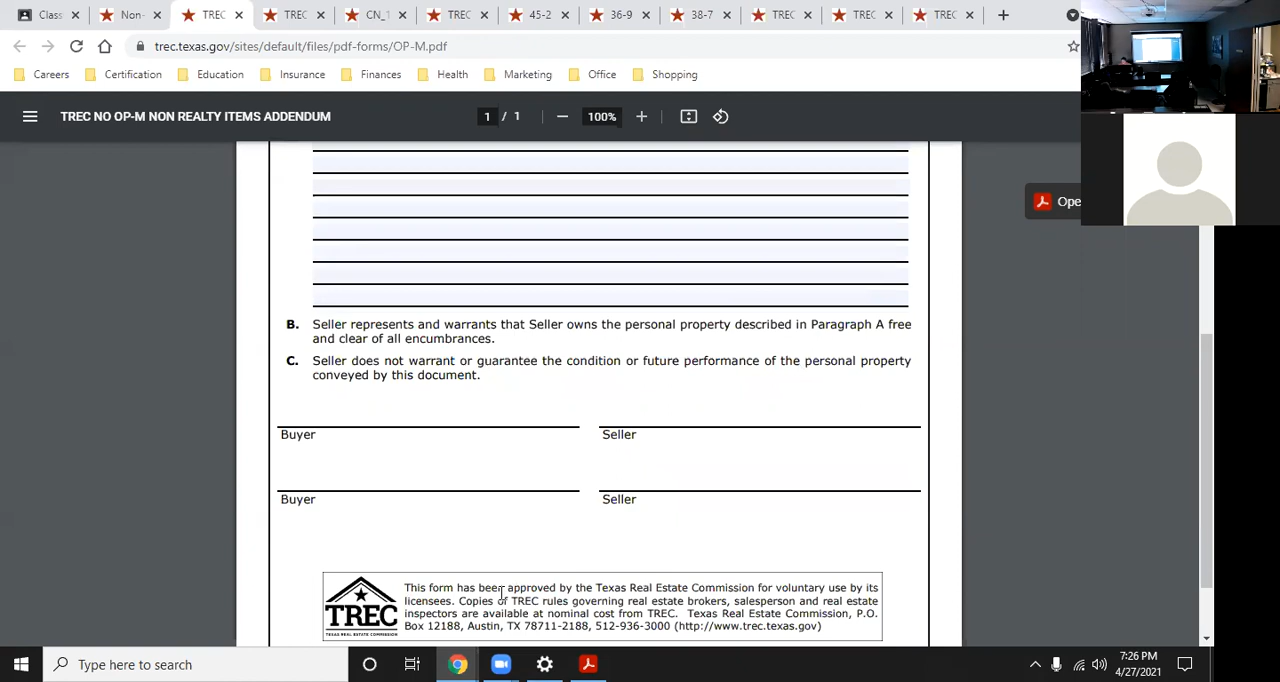 Class
Non-
TREC
TREC
CN_1
TREC
45-2
36-9
38-7
TREC
TREC
TREC
trec.texas.gov/sites/default/files/pdf-forms/OP-M.pdf
Careers
Certification
Education
Insurance
Finances
Health
Marketing
Office
Shopping
TREC NO OP-M NON REALTY ITEMS ADDENDUM
1 / 1
100%
Ope
B. Seller represents and warrants that Seller owns the personal property described in Paragraph A free
and clear of all encumbrances.
C. Seller does not warrant or guarantee the condition or future performance of the personal property
conveyed by this document.
Buyer
Seller
Buyer
Seller
TREC
TEXAS REAL ESTATE COMMISSION
This form has been approved by the Texas Real Estate Commission for voluntary use by its
licensees. Copies of TREC rules governing real estate brokers, salesperson and real estate
inspectors are available at nominal cost from TREC. Texas Real Estate Commission, P.O.
Box 12188, Austin, TX 78711-2188, 512-936-3000 (http://www.trec.texas.gov)
Type here to search
7:26 PM
4/27/2021